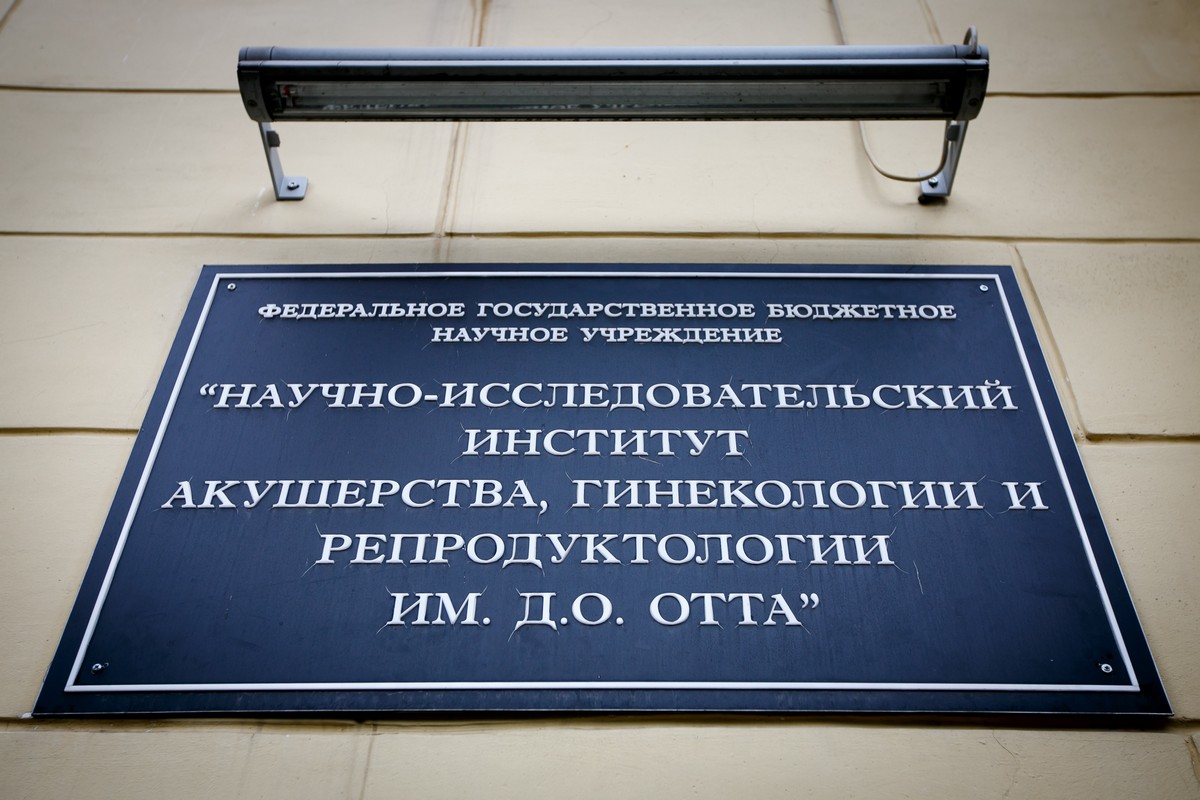 ФЕДЕРАЛЬНОЕ ГОСУДАРСТВЕННОЕ БЮДЖЕТНОЕ
НАУЧНОЕ УЧРЕЖДЕНИЕ
“НАУЧНО-ИССЛЕДОВАТЕЛЬСКИЙ
ИНСТИТУТ
АКУШЕРСТВА, ГИНЕКОЛОГИИ И
РЕПРОДУКТОЛОГИИ
ИМ. Д.О. ОТТА”